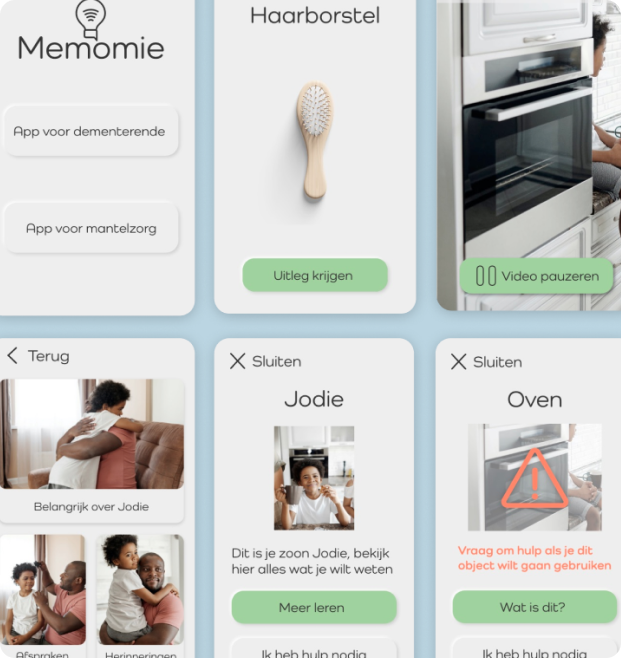 Memomie
App voor dementerende
App voor mantelzorg
Haarborstel
Uitleg krijgen
Video pauzeren
Terug
Belangrijk over Jodie
Afspraken
Herinneringen
Sluiten
Jodie
Dit is je zoon Jodie, bekijk
hier alles wat je wilt weten
Meer leren
Ik heb hulp nodig
Sluiten
Oven
Vraag om hulp als je dit
object wilt gaan gebruiken
Wat is dit?
Ik heb hulp nodig